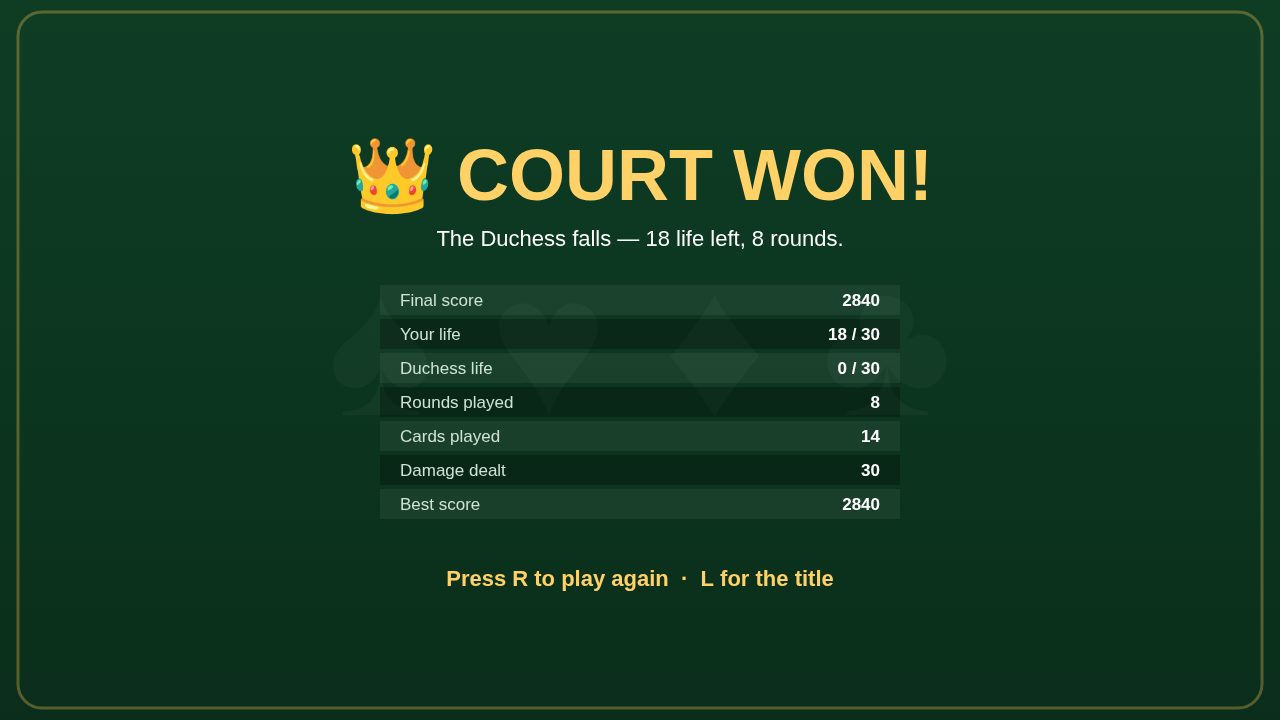 COURT WON!
The Duchess falls — 18 life left, 8 rounds.
Final score 2840
Your life 18 / 30
Duchess life 0 / 30
Rounds played 8
Cards played 14
Damage dealt 30
Best score 2840
Press R to play again · L for the title